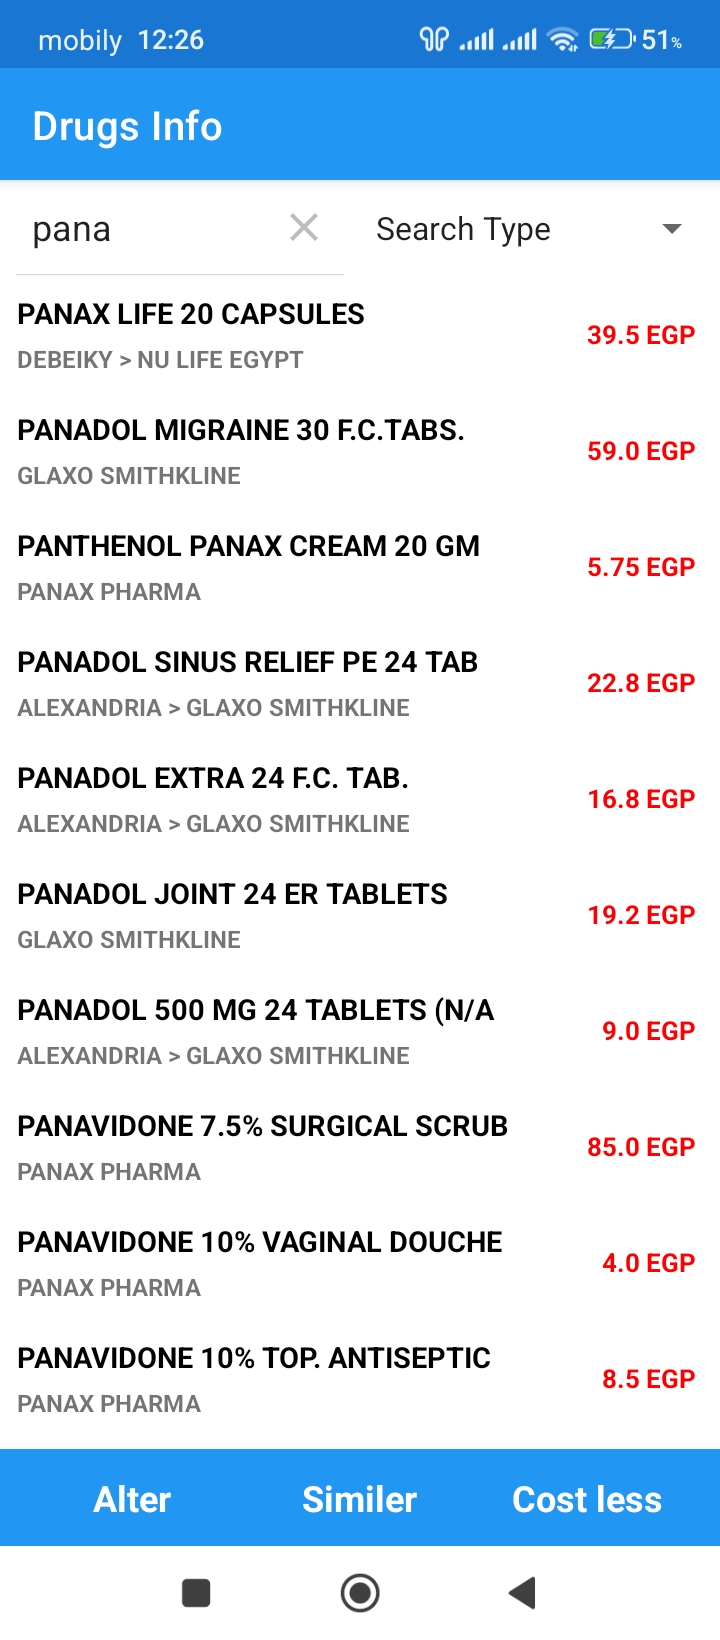 mobily 12:26 51%
Drugs Info
pana
Search Type
PANAX LIFE 20 CAPSULES
39.5 EGP
DEBEIKY > NU LIFE EGYPT
PANADOL MIGRAINE 30 F.C.TABS.
59.0 EGP
GLAXO SMITHKLINE
PANTHENOL PANAX CREAM 20 GM
5.75 EGP
PANAX PHARMA
PANADOL SINUS RELIEF PE 24 TAB
22.8 EGP
ALEXANDRIA > GLAXO SMITHKLINE
PANADOL EXTRA 24 F.C. TAB.
16.8 EGP
ALEXANDRIA > GLAXO SMITHKLINE
PANADOL JOINT 24 ER TABLETS
19.2 EGP
GLAXO SMITHKLINE
PANADOL 500 MG 24 TABLETS (N/A
9.0 EGP
ALEXANDRIA > GLAXO SMITHKLINE
PANAVIDONE 7.5% SURGICAL SCRUB
85.0 EGP
PANAX PHARMA
PANAVIDONE 10% VAGINAL DOUCHE
4.0 EGP
PANAX PHARMA
PANAVIDONE 10% TOP. ANTISEPTIC
8.5 EGP
PANAX PHARMA
Alter Similer Cost less